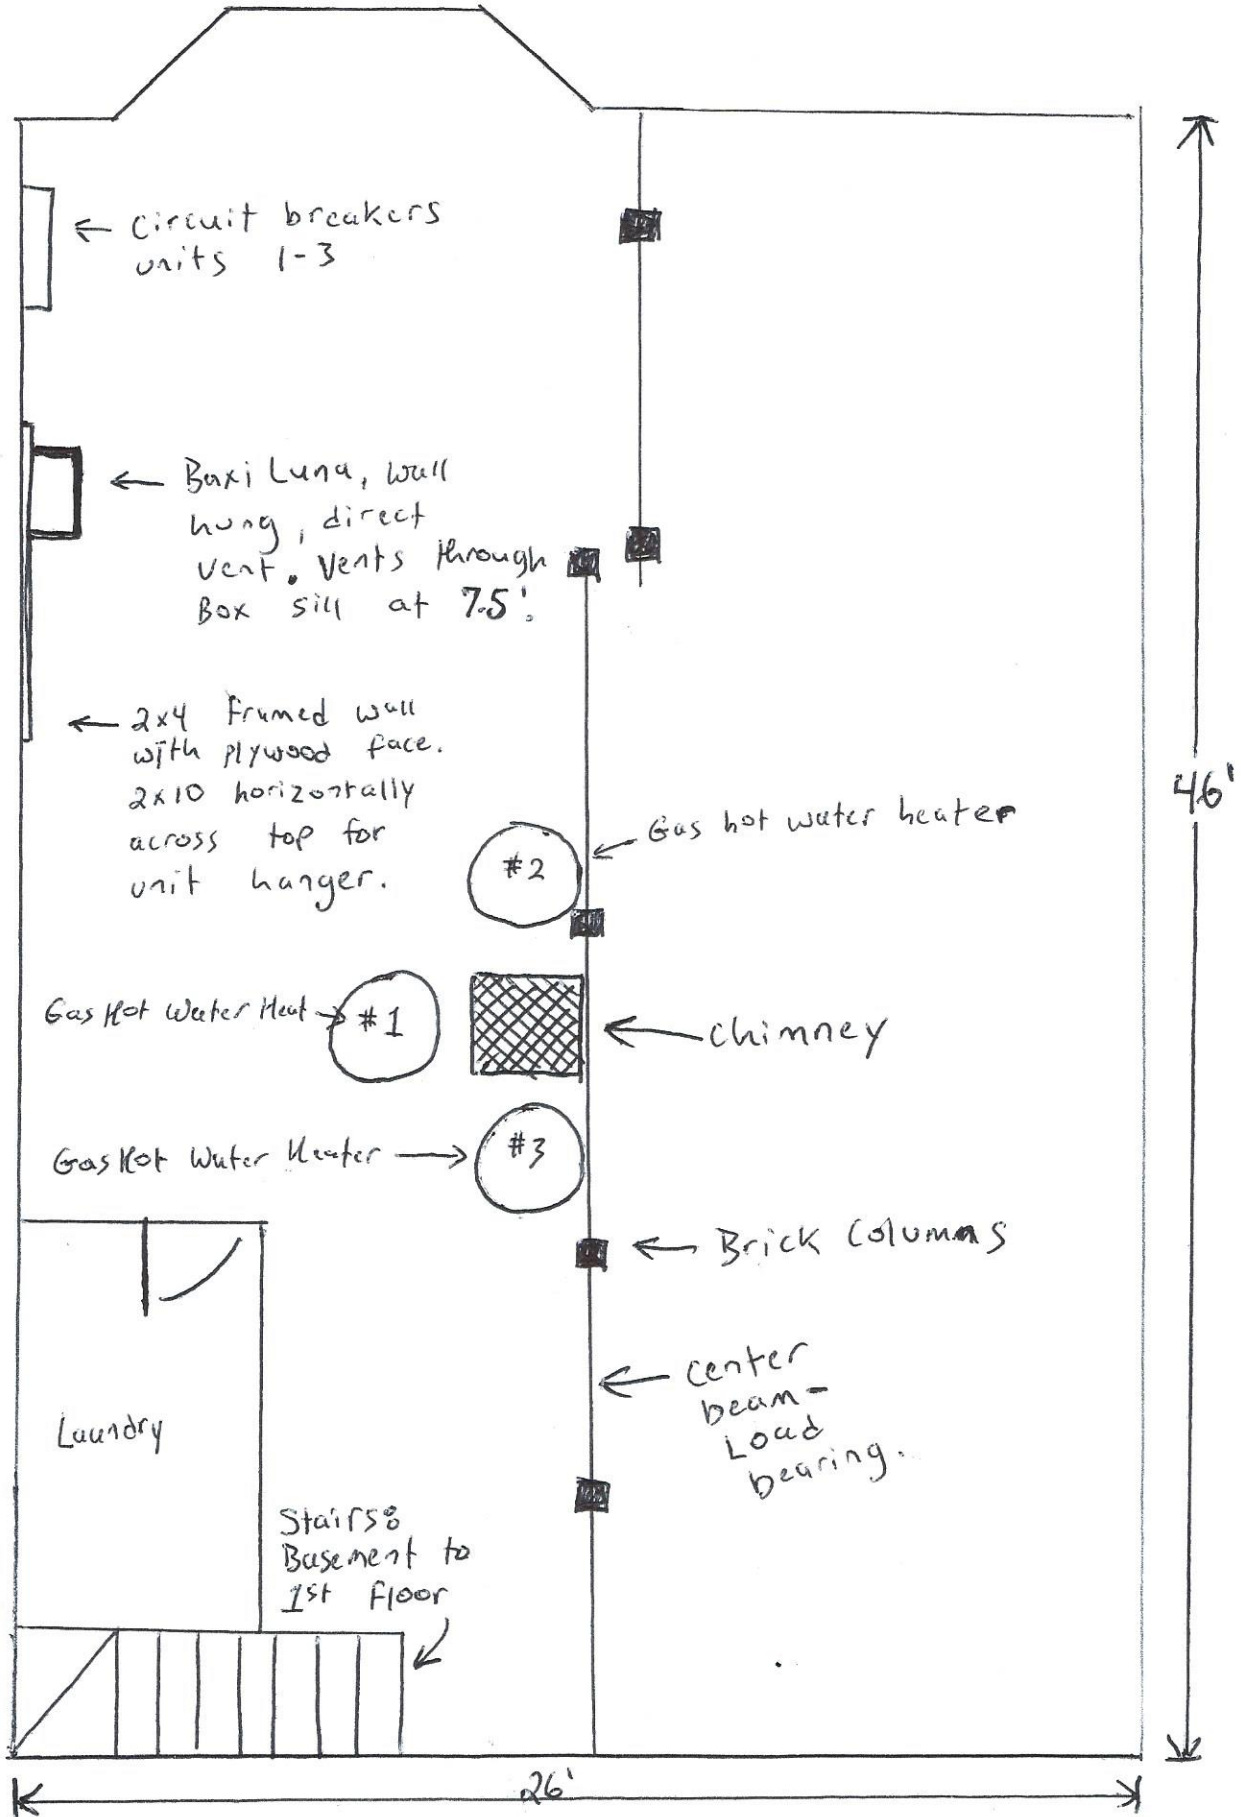 Circuit breakers
units 1-3
Baxi Luna, wall
hung, direct
vent. Vents through
Box sill at 7.5'.
2x4 framed wall
with plywood face.
2x10 horizontally
across top for
unit hanger.
46'
Gas hot water heater
#2
Gas Hot Water Heat
#1
Chimney
Gas Hot Water Heater
#3
Brick Columns
Center
beam-
Load
bearing.
Laundry
Stairs:
Basement to
1st floor
26'